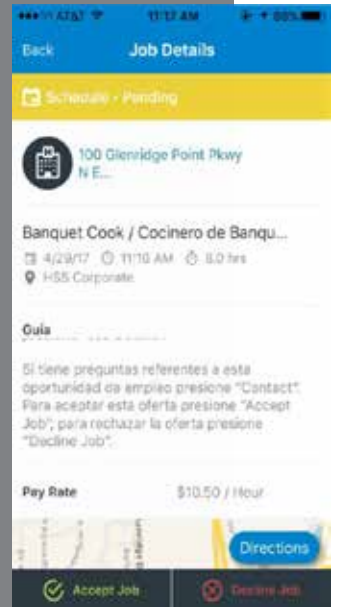 AT&T 11:17 AM
Back Job Details
Schedule - Pending
100 Glenridge Point Pkwy
N E...
Banquet Cook / Cocinero de Banqu...
4/29/17 11:16 AM 8.0 hrs
HSS Corporate
Guía
Si tiene preguntas referentes a esta
oportunidad de empleo presione "Contact".
Para aceptar esta oferta presione "Accept
Job"; para rechazar la oferta presione
"Decline Job".
Pay Rate $10.50 / Hour
Directions
Accept Job Decline Job